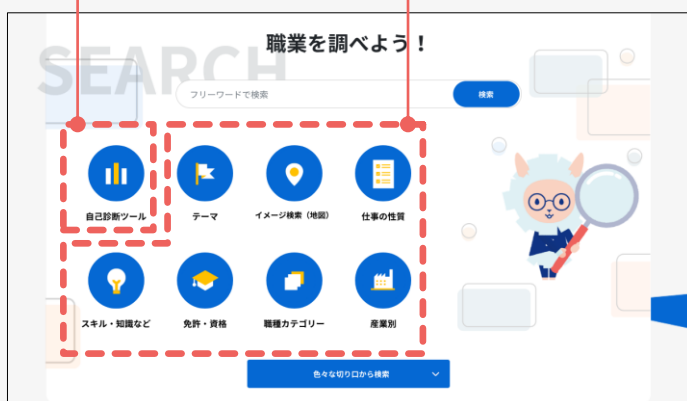 SEARCH
職業を調べよう！
フリーワードで検索
検索
自己診断ツール
テーマ
イメージ検索（地図）
仕事の性質
スキル・知識など
免許・資格
職種カテゴリー
産業別
色々な切り口から検索